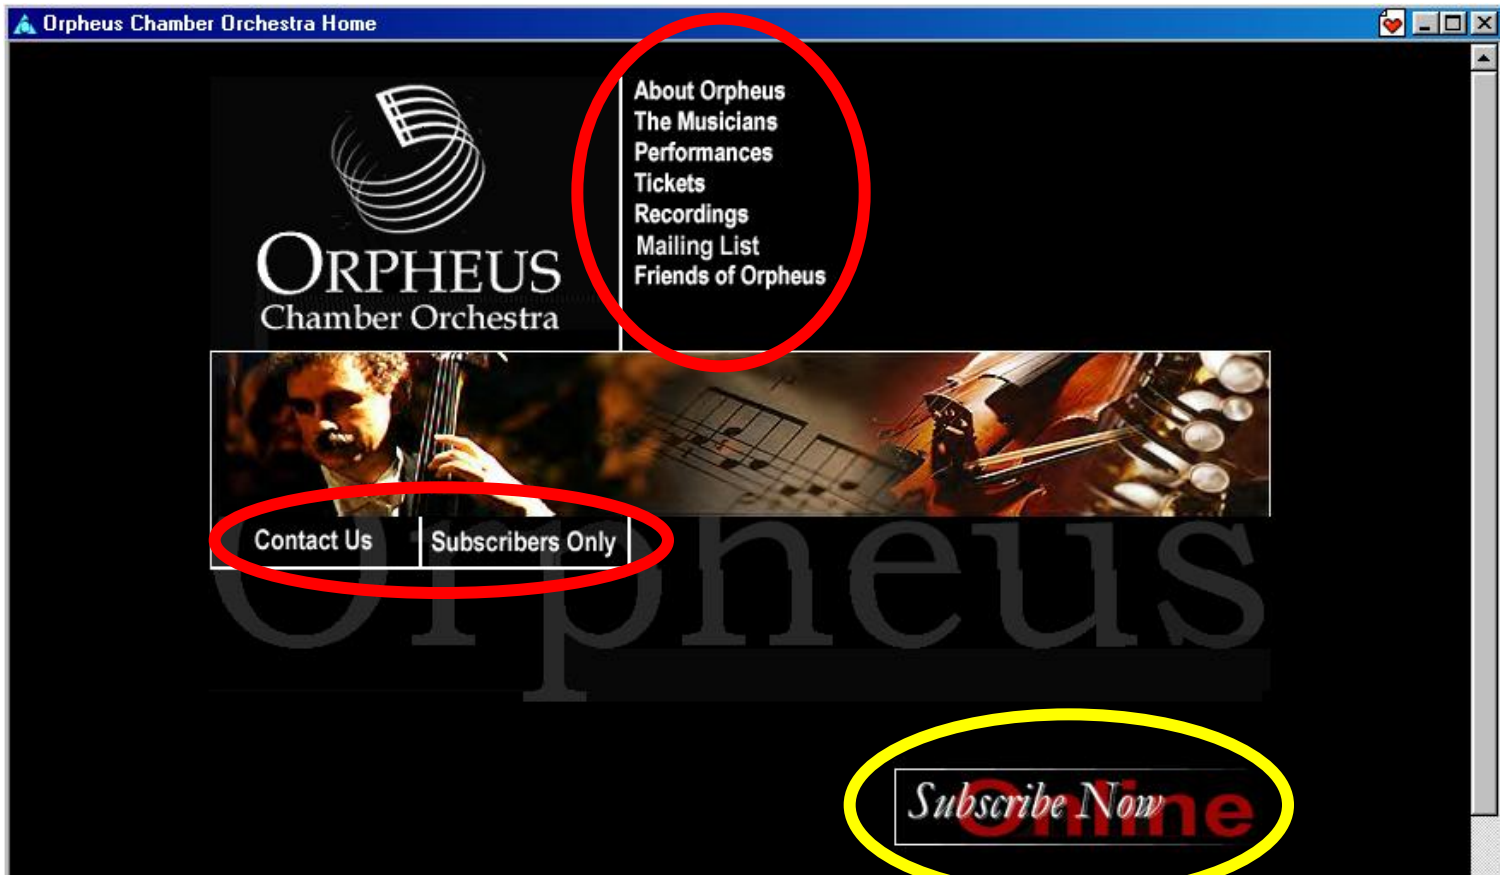 Orpheus Chamber Orchestra Home
About Orpheus
The Musicians
Performances
Tickets
Recordings
Mailing List
Friends of Orpheus
ORPHEUS
Chamber Orchestra
Contact Us
Subscribers Only
Orpheus
Subscribe Now
Online